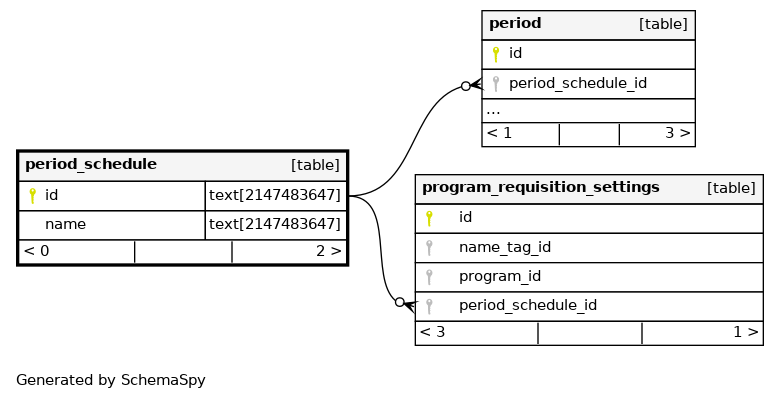 period [table]
id
period_schedule_id
...
< 1 3 >
period_schedule [table]
id text[2147483647]
name text[2147483647]
< 0 2 >
program_requisition_settings [table]
id
name_tag_id
program_id
period_schedule_id
< 3 1 >
Generated by SchemaSpy